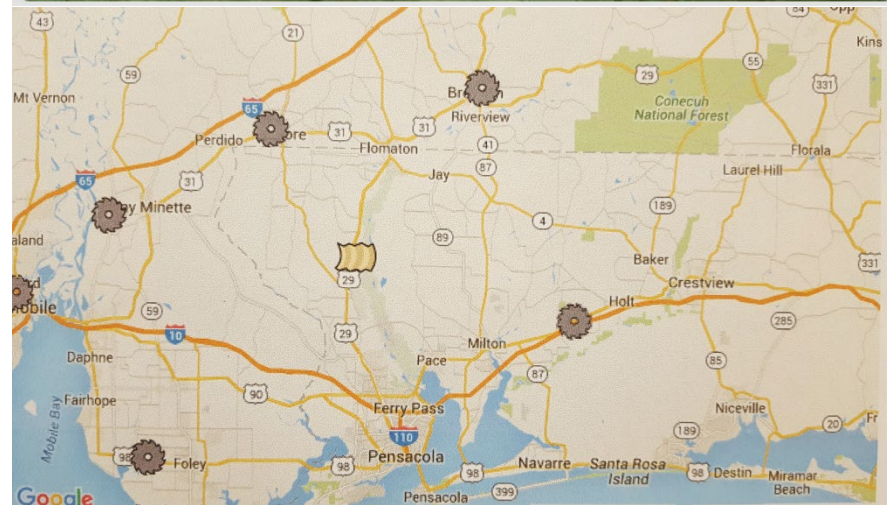 43
21
84
Opp
59
Kins
Mt Vernon
65
29
55
331
Conecuh
National Forest
Riverview
Perdido
31
31
41
Flomaton
Florala
87
Laurel Hill
Jay
65
31
189
4
89
Baker
331
29
Crestview
Holt
59
10
29
285
Milton
Daphne
Pace
87
85
90
Fairhope
Ferry Pass
Niceville
Mobile Bay
110
189
20
98
Foley
Pensacola
98
98
Navarre
Santa Rosa
Island
98
Destin
Miramar
Beach
399
Pensacola
Google